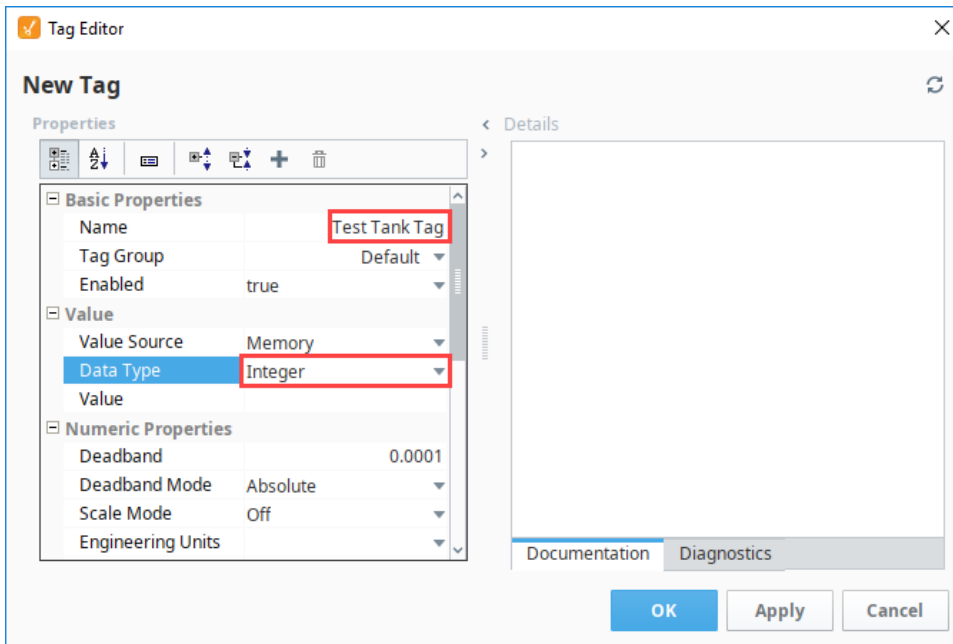 Tag Editor
New Tag
Properties
Details
Basic Properties
Name Test Tank Tag
Tag Group Default
Enabled true
Value
Value Source Memory
Data Type Integer
Value
Numeric Properties
Deadband 0.0001
Deadband Mode Absolute
Scale Mode Off
Engineering Units
Documentation Diagnostics
OK Apply Cancel